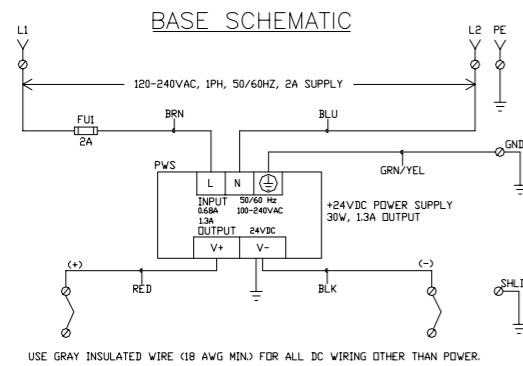 BASE SCHEMATIC
L1
L2 PE
120-240VAC, 1PH, 50/60HZ, 2A SUPPLY
FU1
2A
BRN
BLU
GND
GRN/YEL
PWS
L N
INPUT 50/60 Hz
0.68A 100-240VAC
1.3A
OUTPUT 24VDC
V+ V-
+24VDC POWER SUPPLY
30W, 1.3A OUTPUT
(+)
(-)
RED
BLK
SHLD
USE GRAY INSULATED WIRE (18 AWG MIN.) FOR ALL DC WIRING OTHER THAN POWER.